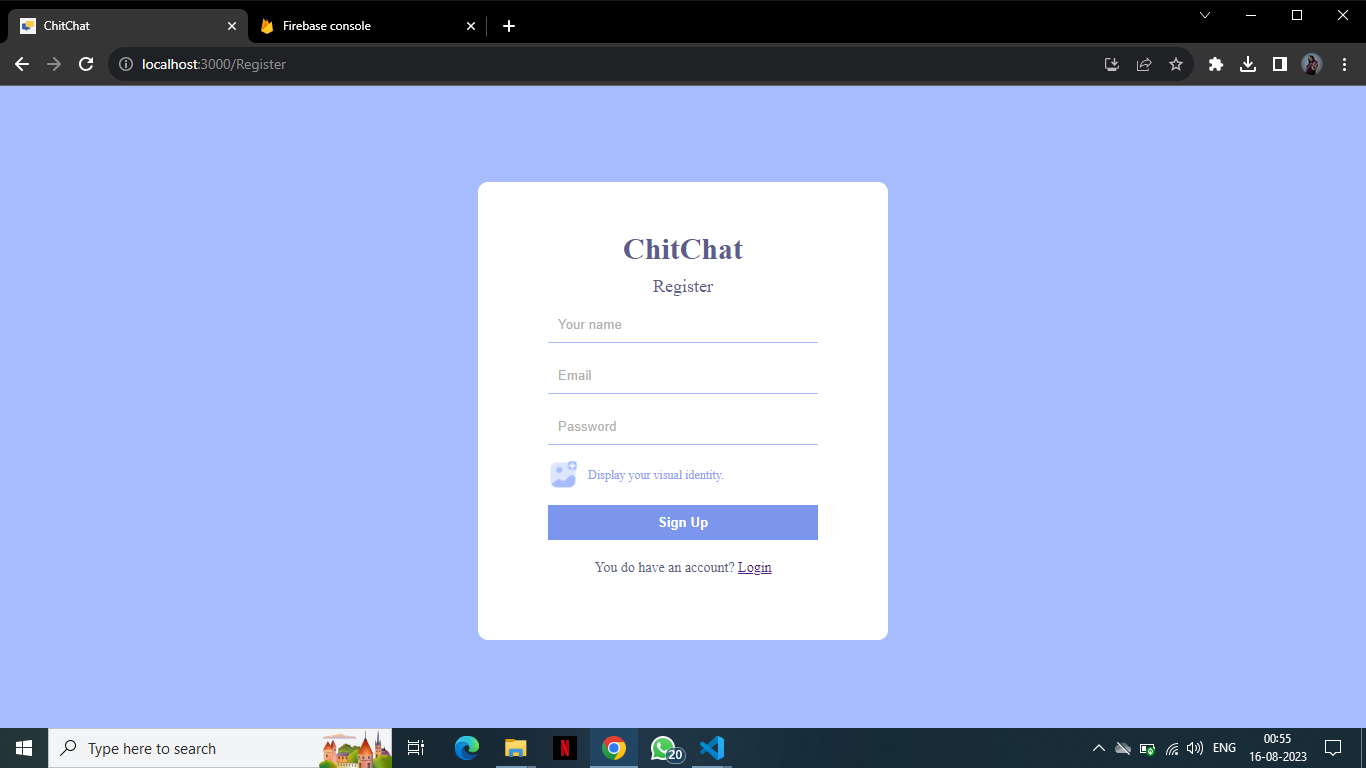 ChitChat
Firebase console
localhost:3000/Register
ChitChat
Register
Your name
Email
Password
Display your visual identity.
Sign Up
You do have an account? Login
Type here to search
N
20
ENG
00:55
16-08-2023